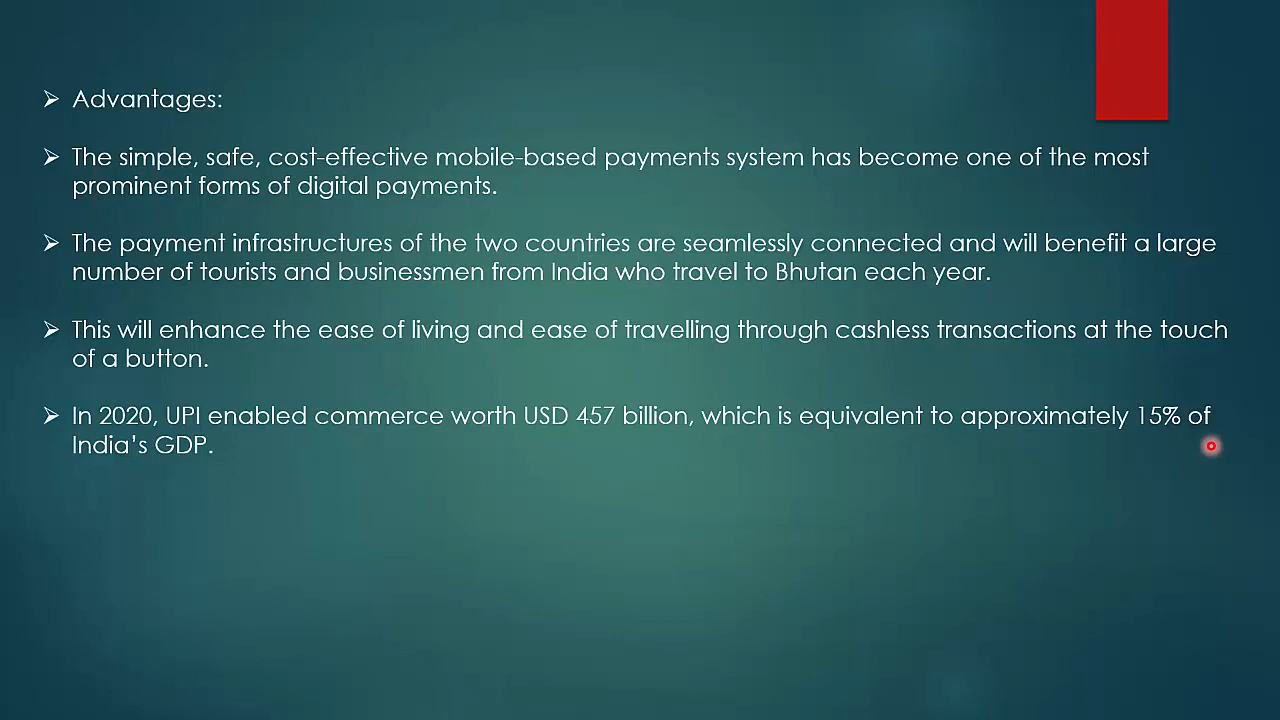 Advantages:
The simple, safe, cost-effective mobile-based payments system has become one of the most
prominent forms of digital payments.
The payment infrastructures of the two countries are seamlessly connected and will benefit a large
number of tourists and businessmen from India who travel to Bhutan each year.
This will enhance the ease of living and ease of travelling through cashless transactions at the touch
of a button.
In 2020, UPI enabled commerce worth USD 457 billion, which is equivalent to approximately 15% of
India’s GDP.